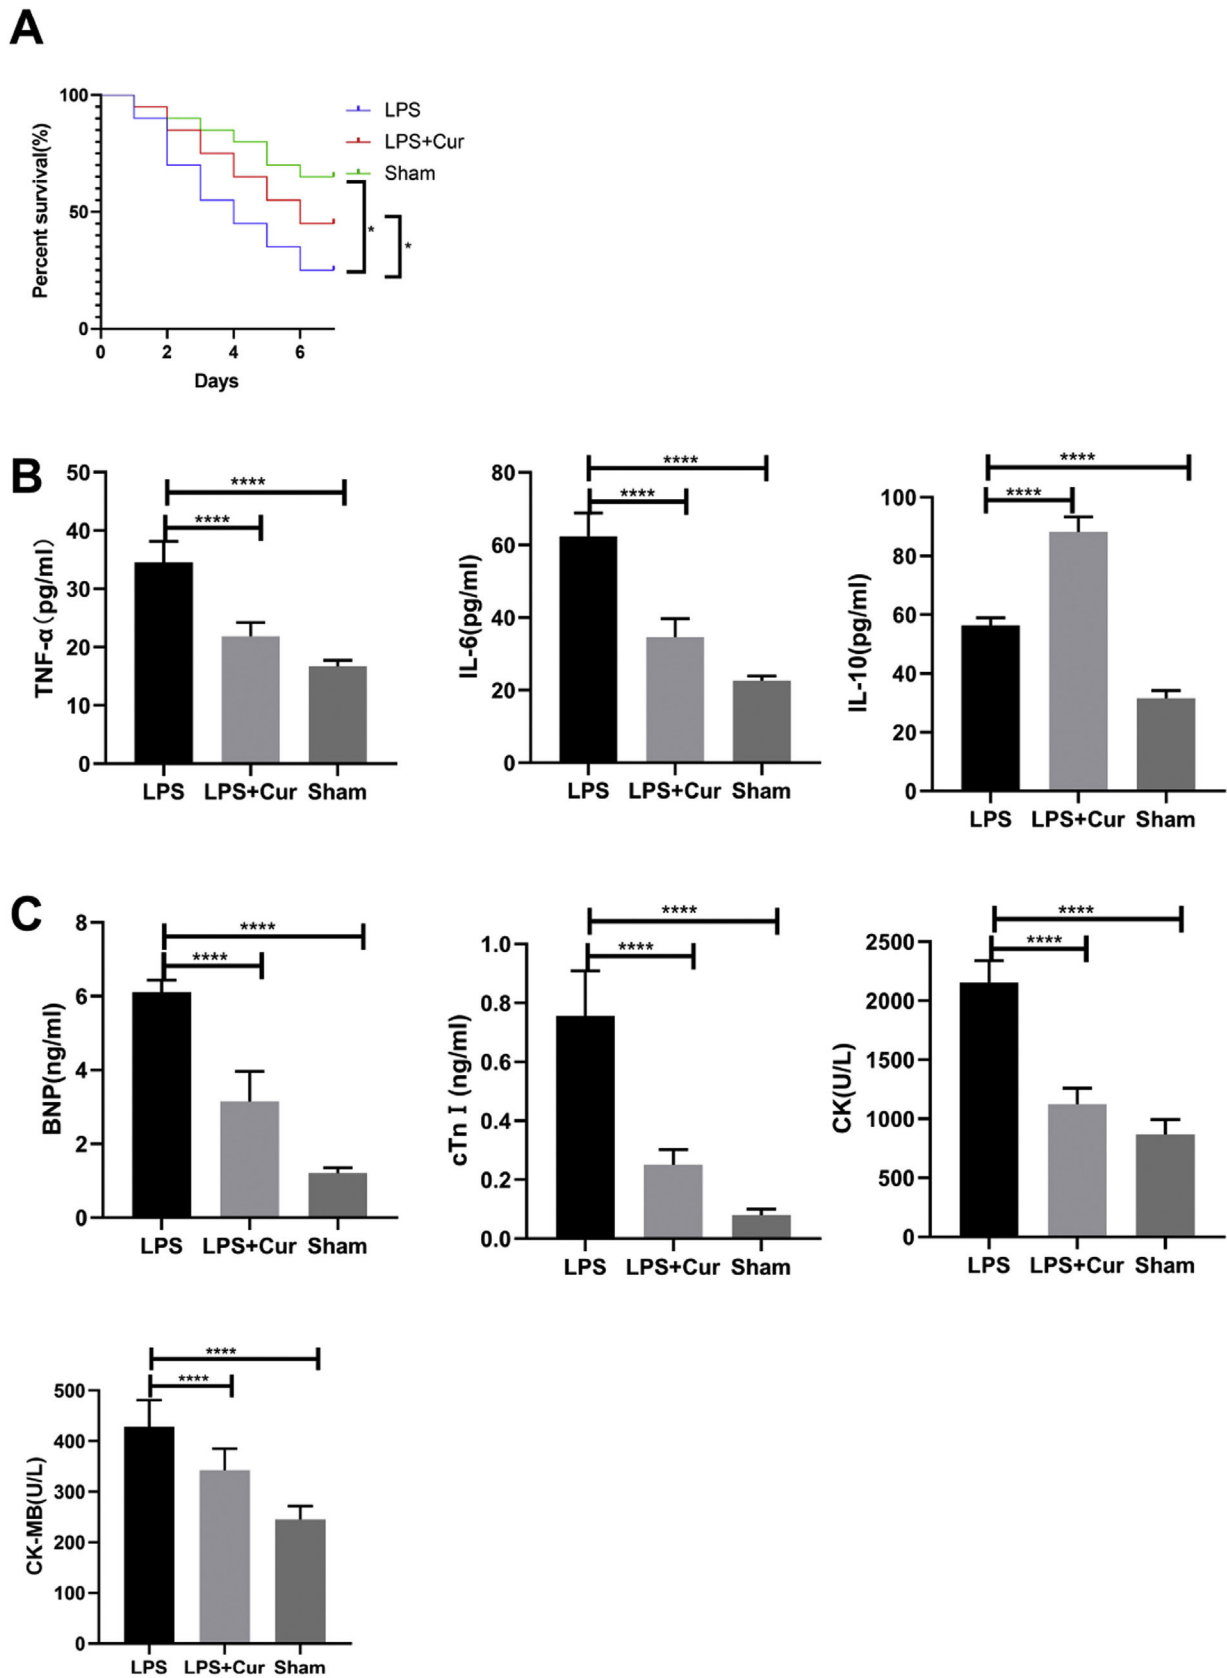 A
Percent survival(%)
100
50
0
0 2 4 6
Days
LPS
LPS+Cur
Sham
*
*
B
TNF-α(pg/ml)
50
40
30
20
10
0
****
****
LPS LPS+Cur Sham
IL-6(pg/ml)
80
60
40
20
0
****
****
LPS LPS+Cur Sham
IL-10(pg/ml)
100
80
60
40
20
0
****
****
LPS LPS+Cur Sham
C
BNP(ng/ml)
8
6
4
2
0
****
****
LPS LPS+Cur Sham
cTn I (ng/ml)
1.0
0.8
0.6
0.4
0.2
0.0
****
****
LPS LPS+Cur Sham
CK(U/L)
2500
2000
1500
1000
500
0
****
****
LPS LPS+Cur Sham
CK-MB(U/L)
500
400
300
200
100
0
****
****
LPS LPS+Cur Sham